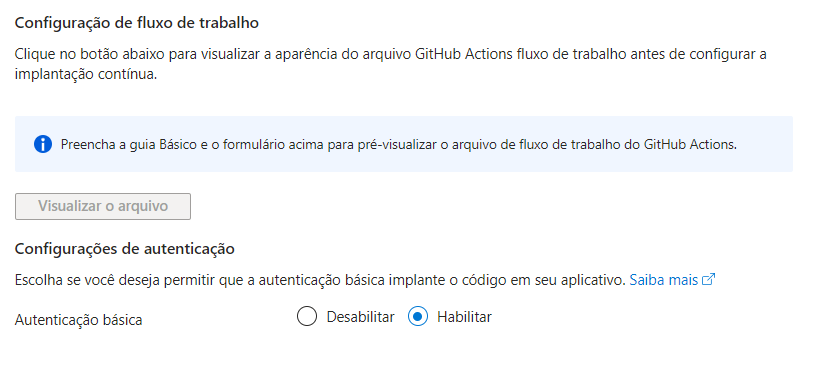 Configuração de fluxo de trabalho
Clique no botão abaixo para visualizar a aparência do arquivo GitHub Actions fluxo de trabalho antes de configurar a
implantação contínua.
Preencha a guia Básico e o formulário acima para pré-visualizar o arquivo de fluxo de trabalho do GitHub Actions.
Visualizar o arquivo
Configurações de autenticação
Escolha se você deseja permitir que a autenticação básica implante o código em seu aplicativo. Saiba mais
Autenticação básica Desabilitar Habilitar